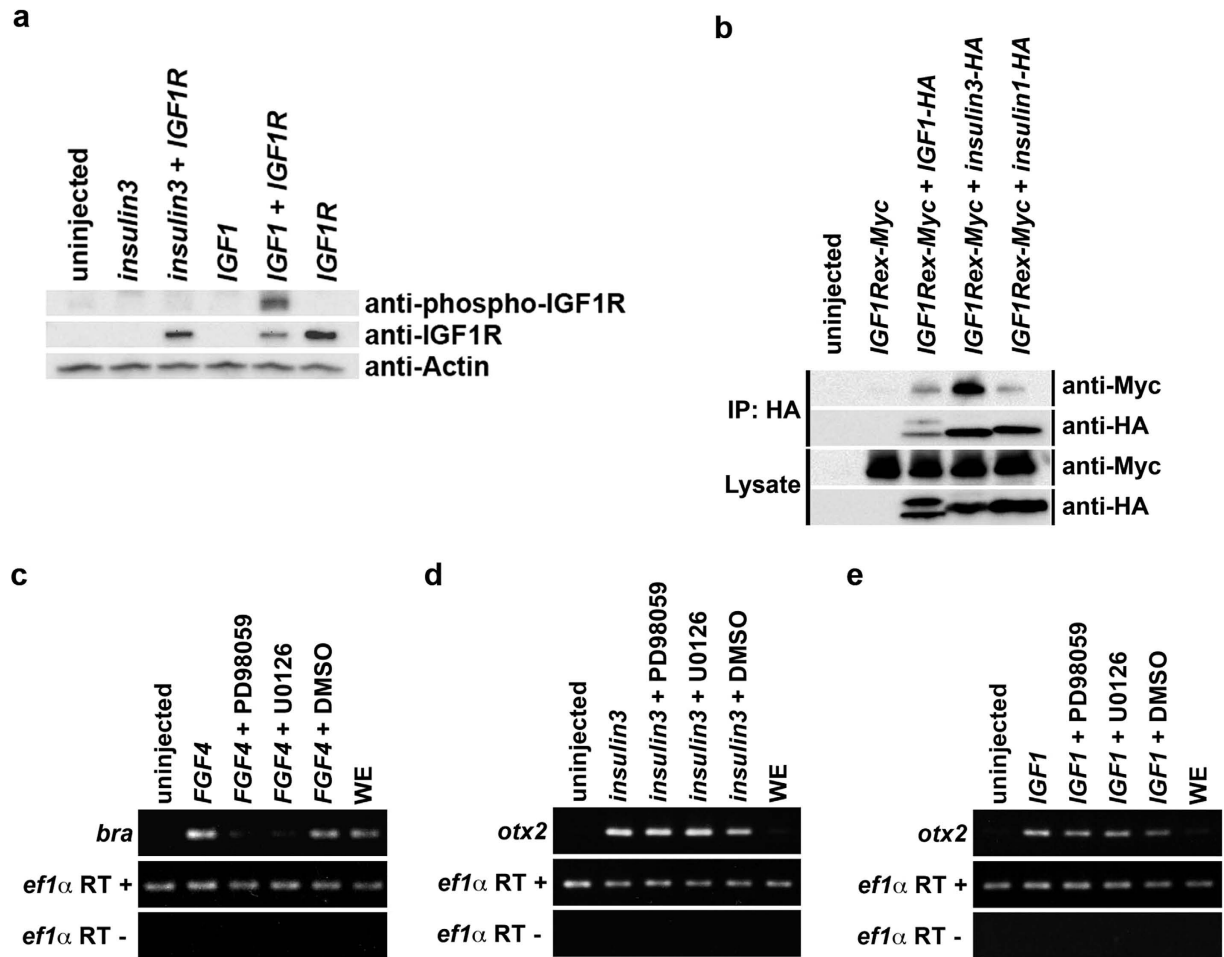 a
uninjected
insulin3
insulin3 + IGF1R
IGF1
IGF1 + IGF1R
IGF1R
anti-phospho-IGF1R
anti-IGF1R
anti-Actin
b
uninjected
IGF1Rex-Myc
IGF1Rex-Myc + IGF1-HA
IGF1Rex-Myc + insulin3-HA
IGF1Rex-Myc + insulin1-HA
IP: HA
anti-Myc
anti-HA
Lysate
anti-Myc
anti-HA
c
uninjected
FGF4
FGF4 + PD98059
FGF4 + U0126
FGF4 + DMSO
WE
bra
ef1α RT +
ef1α RT -
d
uninjected
insulin3
insulin3 + PD98059
insulin3 + U0126
insulin3 + DMSO
WE
otx2
ef1α RT +
ef1α RT -
e
uninjected
IGF1
IGF1 + PD98059
IGF1 + U0126
IGF1 + DMSO
WE
otx2
ef1α RT +
ef1α RT -